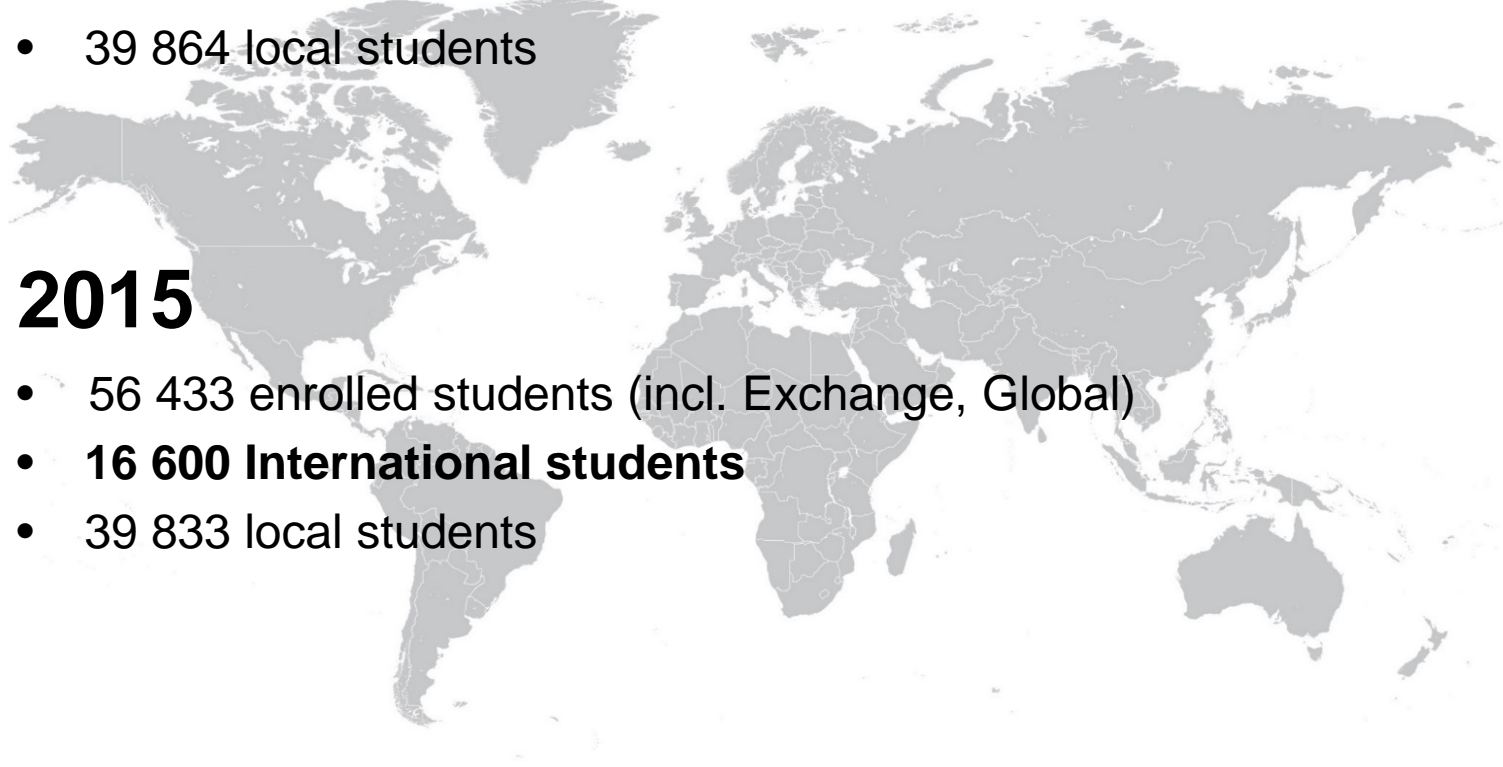 • 39 864 local students
2015
• 56 433 enrolled students (incl. Exchange, Global)
• 16 600 International students
• 39 833 local students